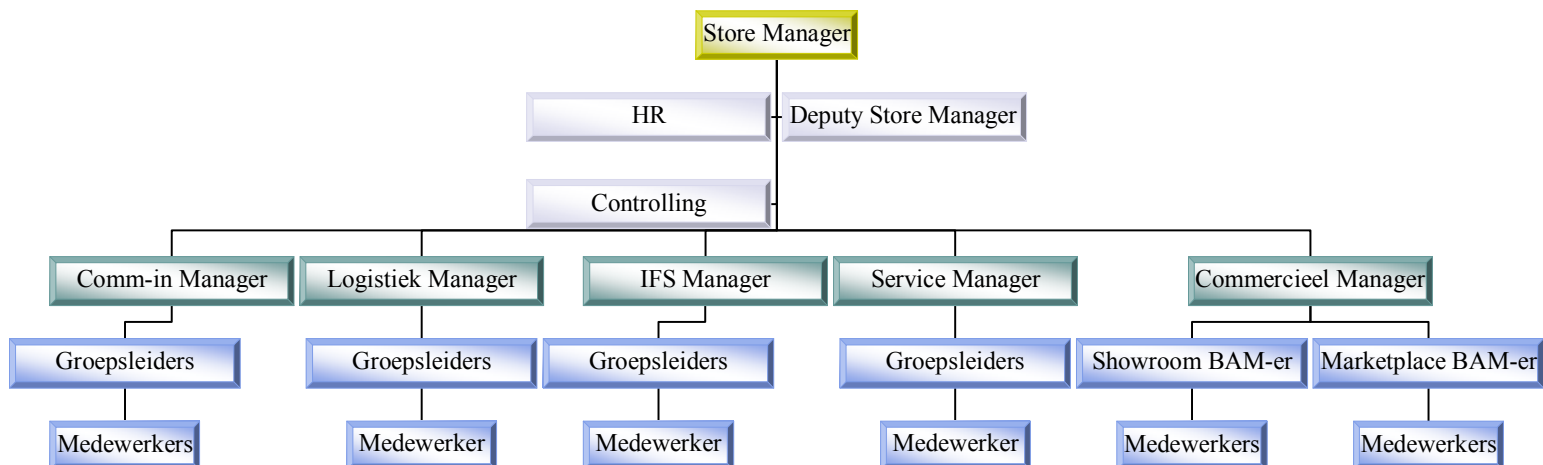 Store Manager
HR
Deputy Store Manager
Controlling
Comm-in Manager
Logistiek Manager
IFS Manager
Service Manager
Commercieel Manager
Groepsleiders
Groepsleiders
Groepsleiders
Groepsleiders
Showroom BAM-er
Marketplace BAM-er
Medewerkers
Medewerker
Medewerker
Medewerker
Medewerkers
Medewerkers